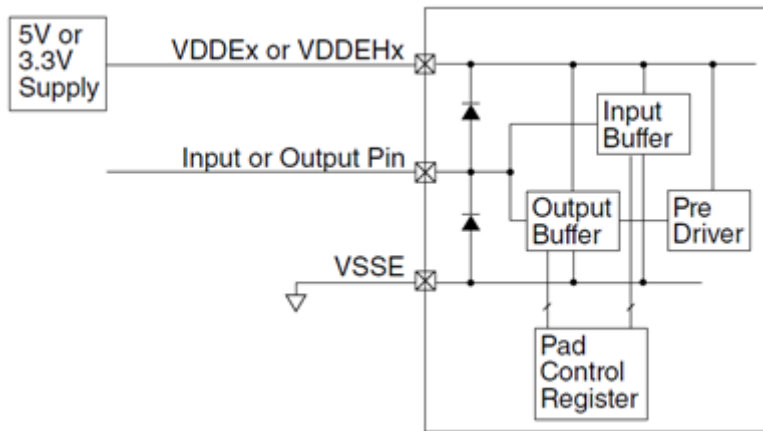 5V or
3.3V
Supply
VDDEx or VDDEHx
Input
Buffer
Input or Output Pin
Output
Buffer
Pre
Driver
VSSE
Pad
Control
Register